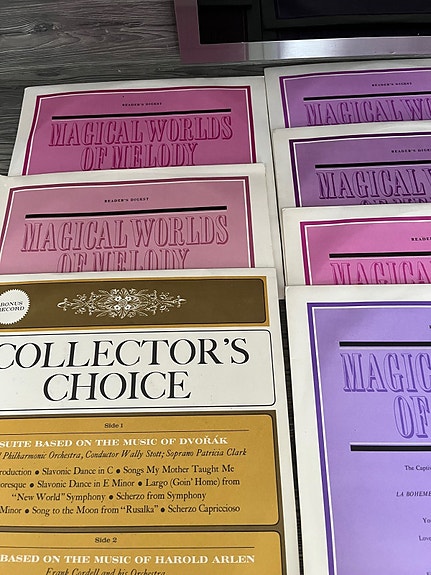 READER'S DIGEST
MAGICAL WORLDS
OF MELODY
READER'S DIGEST
MAGICAL WORLDS
OF MELODY
BONUS
RECORD
COLLECTOR'S
CHOICE
Side 1
SUITE BASED ON THE MUSIC OF DVOŘÁK
Philharmonic Orchestra, Conductor Wally Stott; Soprano Patricia Clark
Slavonic Dance in C • Songs My Mother Taught Me
• Slavonic Dance in E Minor • Largo (Goin' Home) from
"New World" Symphony • Scherzo from Symphony
Minor • Song to the Moon from "Rusalka" • Scherzo Capriccioso
Side 2
BASED ON THE MUSIC OF HAROLD ARLEN
Frank Cordell and his Orchestra
READER'S DIGEST
MAGICAL
READER'S
MAGICAL
READER'S
MAGICAL
MAGIC
OF
The
LA BOHEME